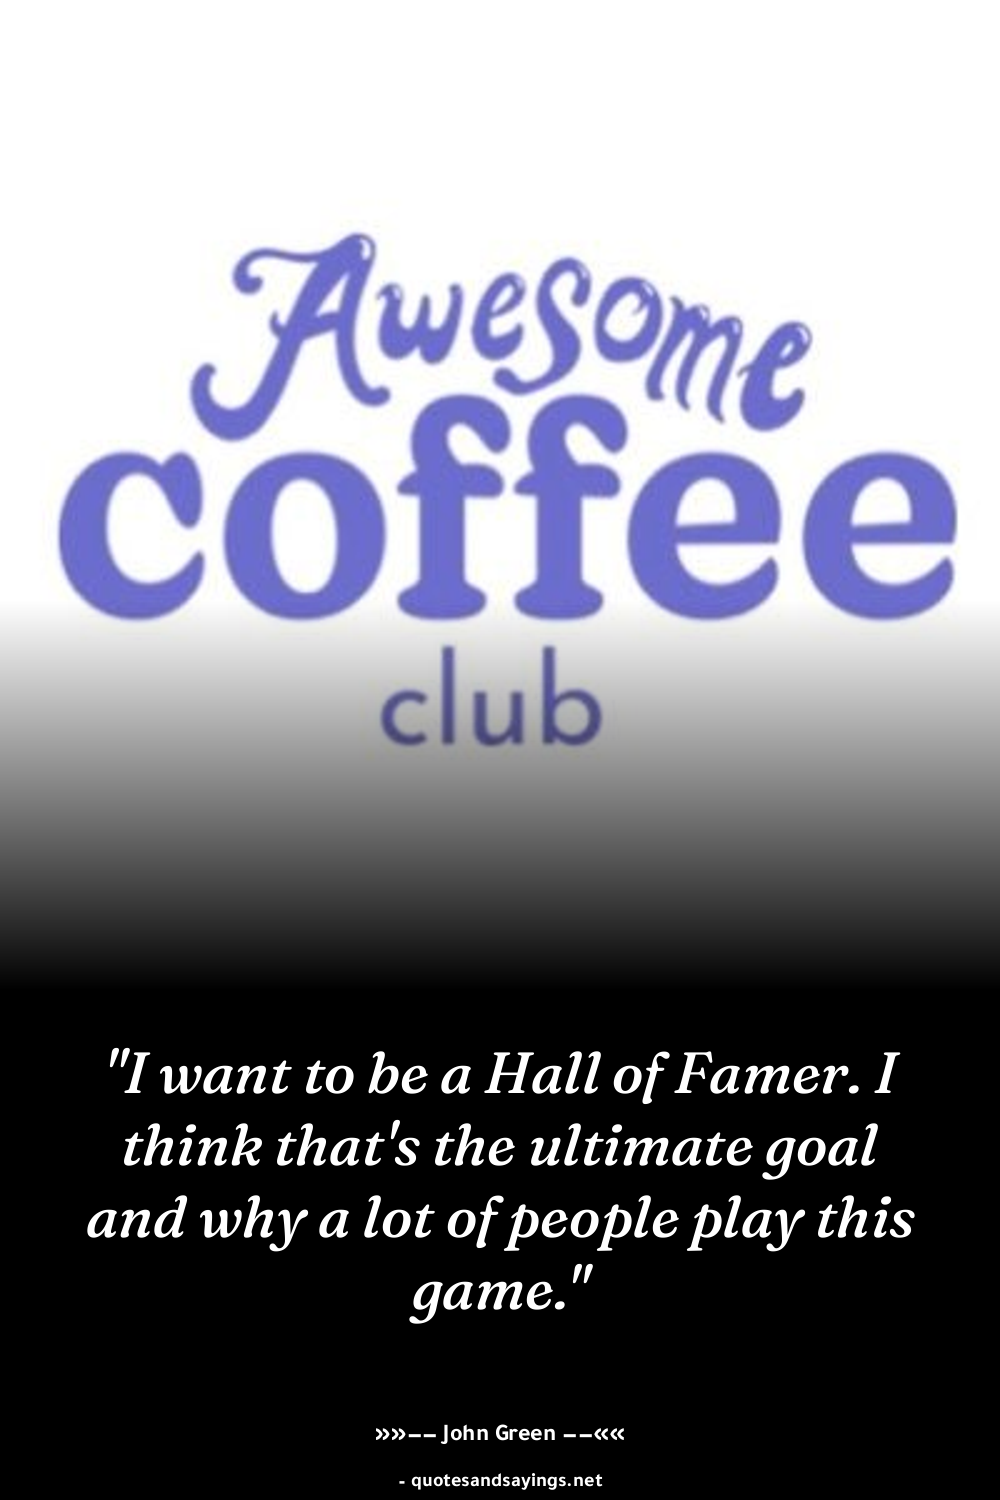 Awesome
coffee
club
"I want to be a Hall of Famer. I
think that's the ultimate goal
and why a lot of people play this
game."
»»–– John Green ––««
- quotesandsayings.net